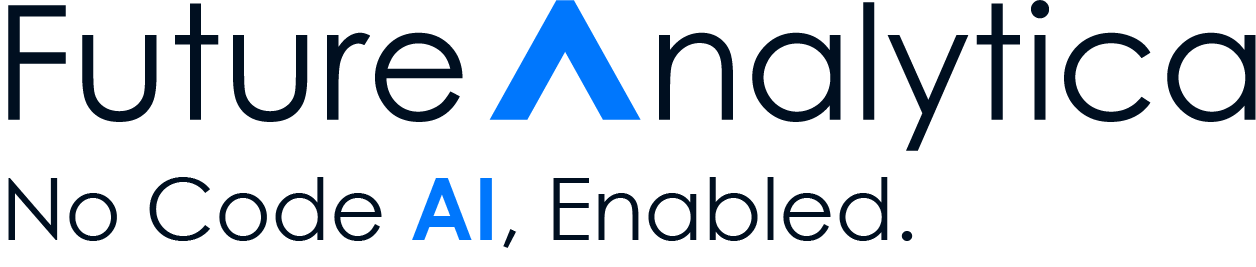 FutureAnalytica
No Code AI, Enabled.